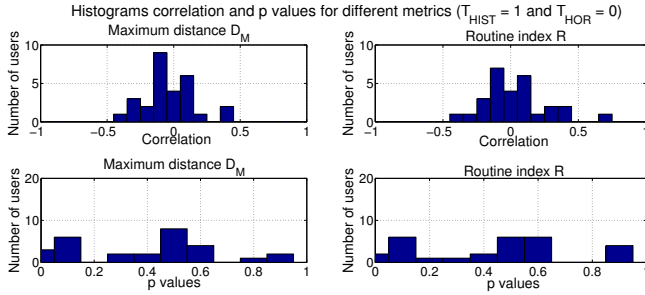 Histograms correlation and p values for different metrics (T_HIST = 1 and T_HOR = 0)
Maximum distance D_M
Number of users
10
5
0
−1 −0.5 0 0.5 1
Correlation
Routine index R
Number of users
10
5
0
−1 −0.5 0 0.5 1
Correlation
Maximum distance D_M
Number of users
20
10
0
0 0.2 0.4 0.6 0.8 1
p values
Routine index R
Number of users
20
10
0
0 0.2 0.4 0.6 0.8 1
p values